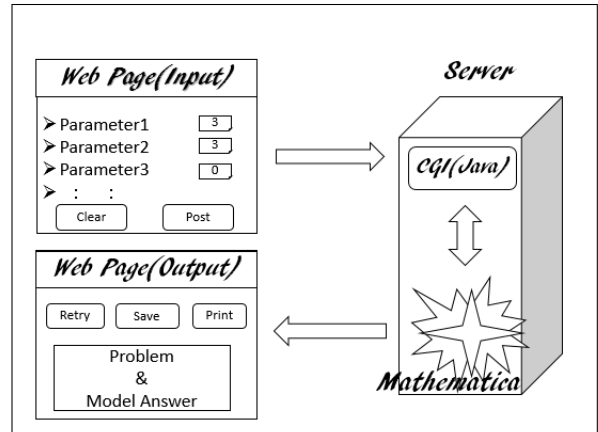 Web Page(Input)
Parameter1 3
Parameter2 3
Parameter3 0
: :
Clear Post
Web Page(Output)
Retry Save Print
Problem
&
Model Answer
Server
CGI(Java)
Mathematica